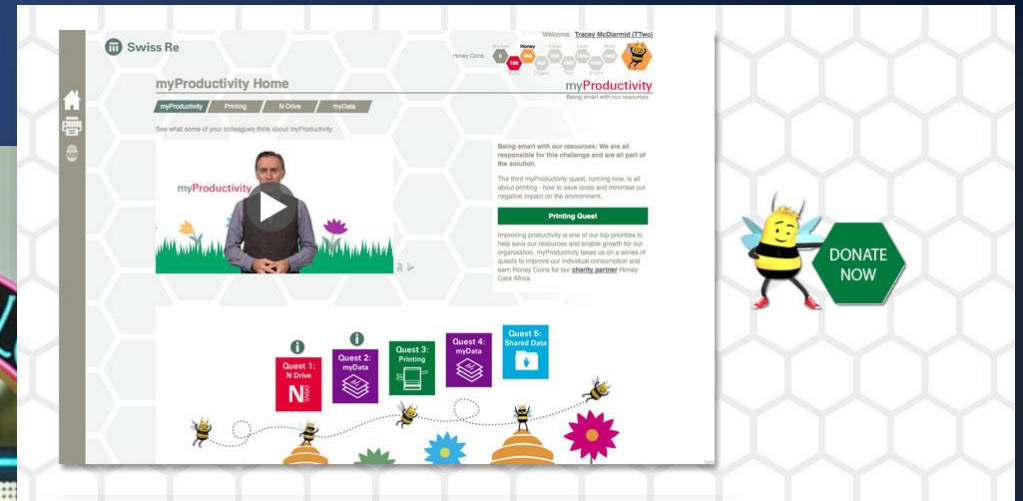 Swiss Re
Welcome, Tracey McDiarmid (TTwo)
Honey Coins
Honey
myProductivity Home
myProductivity
Being smart with our resources
myProductivity
Printing
N Drive
myData
See what some of your colleagues think about myProductivity
myProductivity
Being smart with our resources: We are all
responsible for this challenge and are all part of
the solution.
The third myProductivity quest, running now, is all
about printing - how to save costs and minimise our
negative impact on the environment.
Printing Quest
Improving productivity is one of our top priorities to
help save our resources and enable growth for our
organisation. myProductivity takes us on a series of
quests to improve our individual consumption and
earn Honey Coins for our charity partner Honey
Care Africa
DONATE
NOW
Quest 1:
N Drive
N DRIVE
Quest 2:
myData
Quest 3:
Printing
Quest 4:
myData
Quest 5:
Shared Data